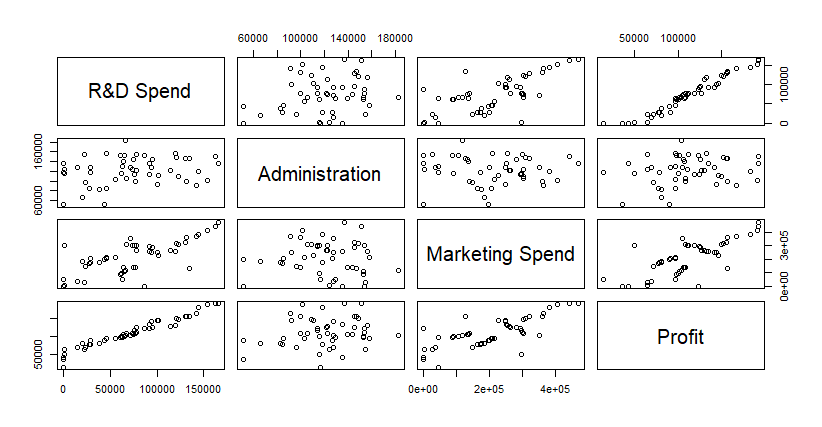 60000 100000 140000 180000
50000 100000
R&D Spend
0 100000
60000 160000
Administration
Marketing Spend
0e+00 3e+05
50000
Profit
0 50000 100000 150000
0e+00 2e+05 4e+05